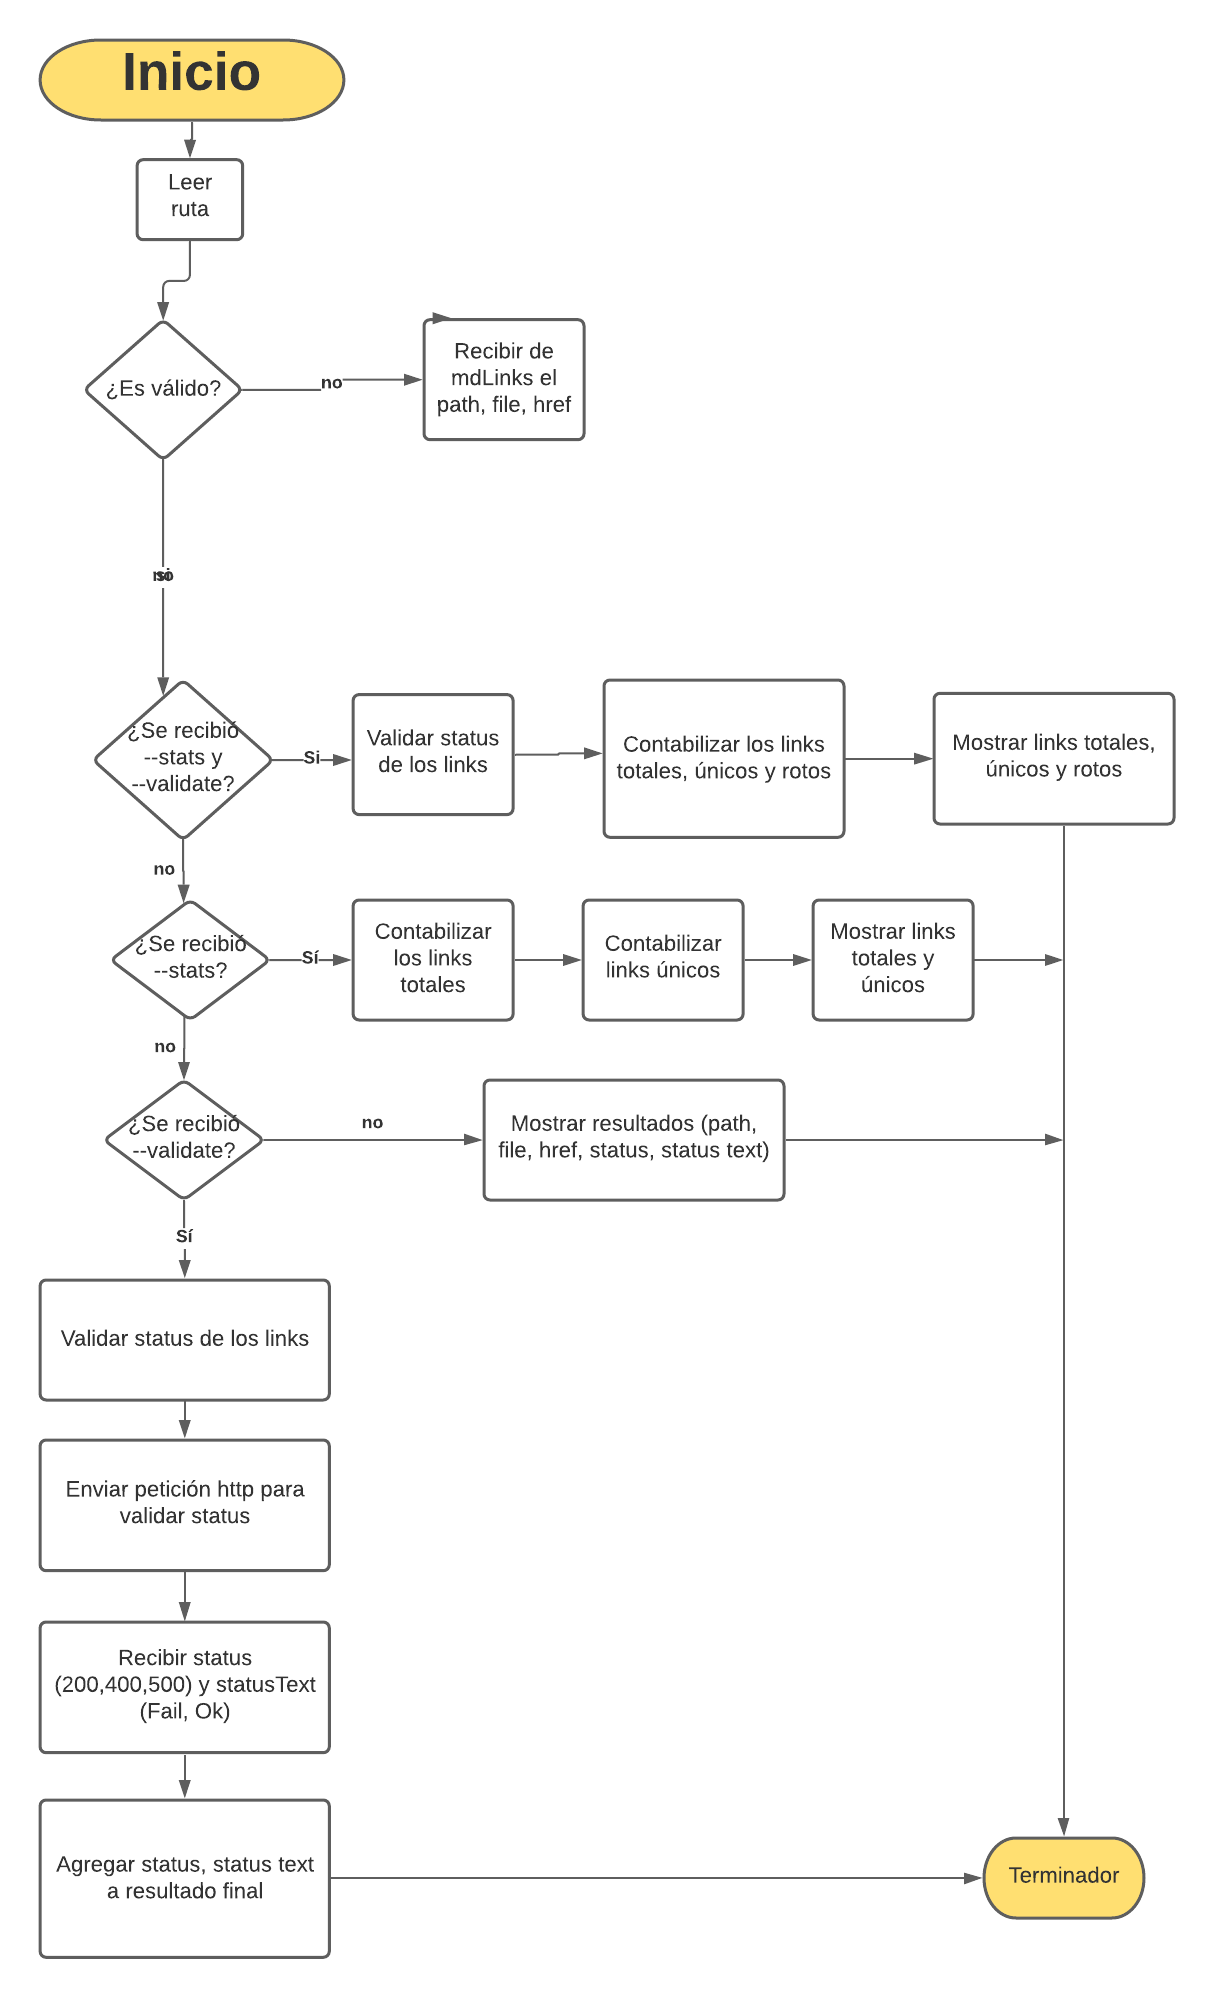 Inicio
Leer
ruta
¿Es válido?
no
Recibir de
mdLinks el
path, file, href
no
si
¿Se recibió
--stats y
--validate?
Si
Validar status
de los links
Contabilizar los links
totales, únicos y rotos
Mostrar links totales,
únicos y rotos
no
¿Se recibió
--stats?
Sí
Contabilizar
los links
totales
Contabilizar
links únicos
Mostrar links
totales y
únicos
no
¿Se recibió
--validate?
no
Mostrar resultados (path,
file, href, status, status text)
Sí
Validar status de los links
Enviar petición http para
validar status
Recibir status
(200,400,500) y statusText
(Fail, Ok)
Agregar status, status text
a resultado final
Terminador